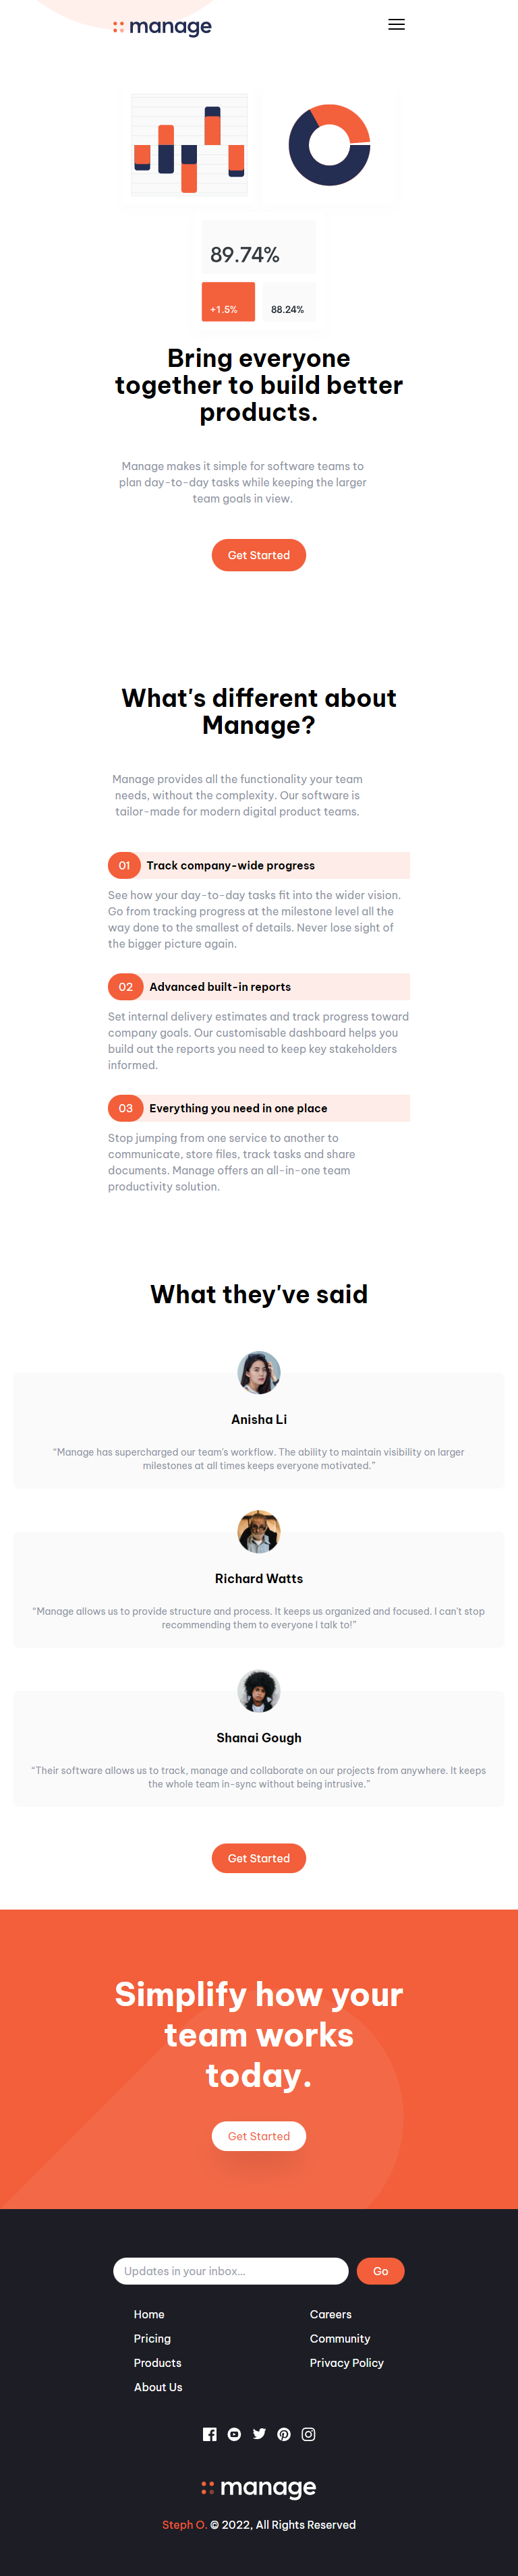 manage
89.74%
+1.5%
88.24%
Bring everyone
together to build better
products.
Manage makes it simple for software teams to
plan day-to-day tasks while keeping the larger
team goals in view.
Get Started
What's different about
Manage?
Manage provides all the functionality your team
needs, without the complexity. Our software is
tailor-made for modern digital product teams.
01 Track company-wide progress
See how your day-to-day tasks fit into the wider vision.
Go from tracking progress at the milestone level all the
way done to the smallest of details. Never lose sight of
the bigger picture again.
02 Advanced built-in reports
Set internal delivery estimates and track progress toward
company goals. Our customisable dashboard helps you
build out the reports you need to keep key stakeholders
informed.
03 Everything you need in one place
Stop jumping from one service to another to
communicate, store files, track tasks and share
documents. Manage offers an all-in-one team
productivity solution.
What they've said
Anisha Li
“Manage has supercharged our team's workflow. The ability to maintain visibility on larger
milestones at all times keeps everyone motivated.”
Richard Watts
“Manage allows us to provide structure and process. It keeps us organized and focused. I can't stop
recommending them to everyone I talk to!”
Shanai Gough
“Their software allows us to track, manage and collaborate on our projects from anywhere. It keeps
the whole team in-sync without being intrusive.”
Get Started
Simplify how your
team works
today.
Get Started
Updates in your inbox...
Go
Home
Pricing
Products
About Us
Careers
Community
Privacy Policy
manage
Steph O. © 2022, All Rights Reserved